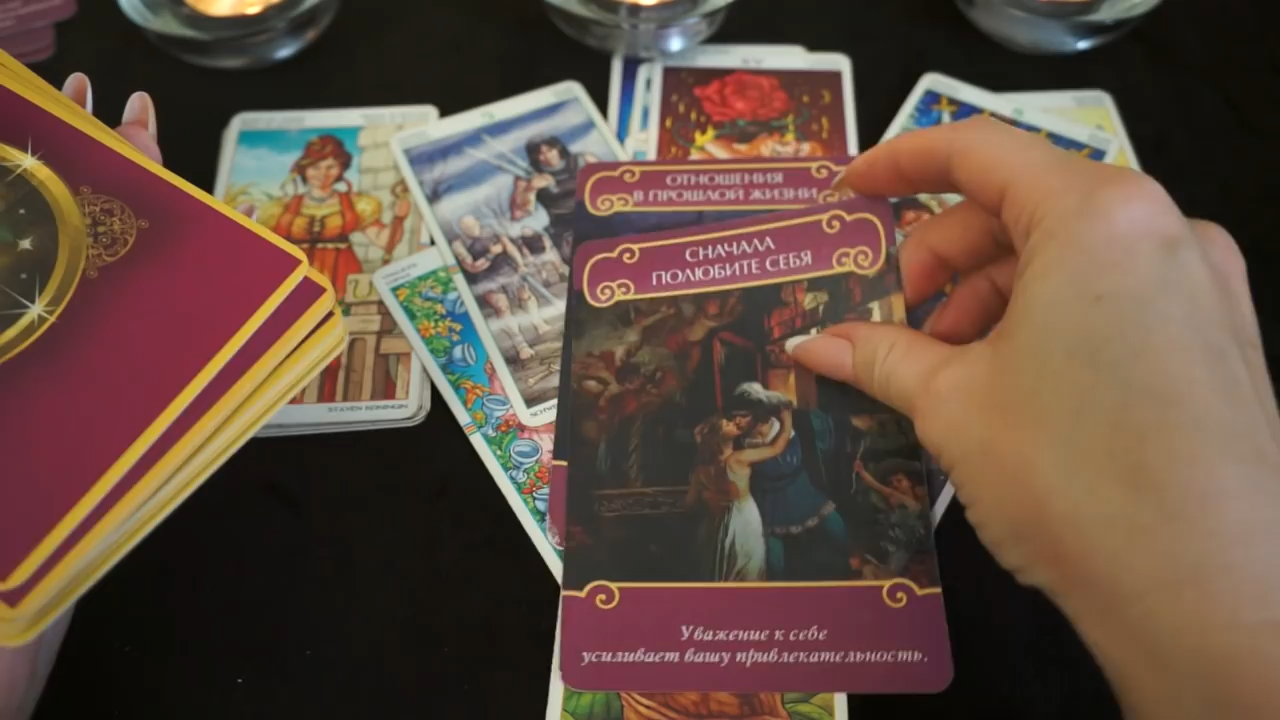 ОТНОШЕНИЯ
В ПРОШЛОЙ ЖИЗНИ
СНАЧАЛА
ПОЛЮБИТЕ СЕБЯ
Уважение к себе
усиливает вашу привлекательность.